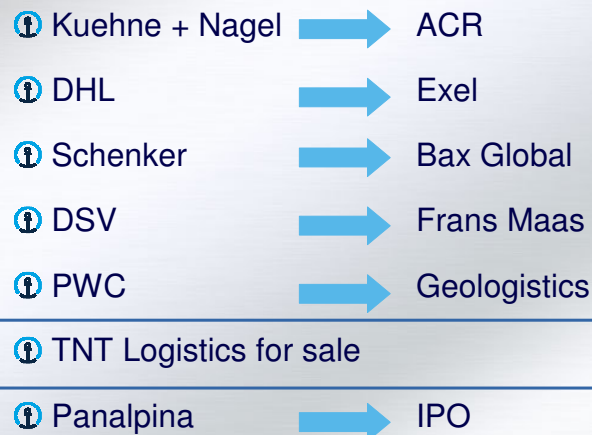 Kuehne + Nagel ACR
DHL Exel
Schenker Bax Global
DSV Frans Maas
PWC Geologistics
TNT Logistics for sale
Panalpina IPO